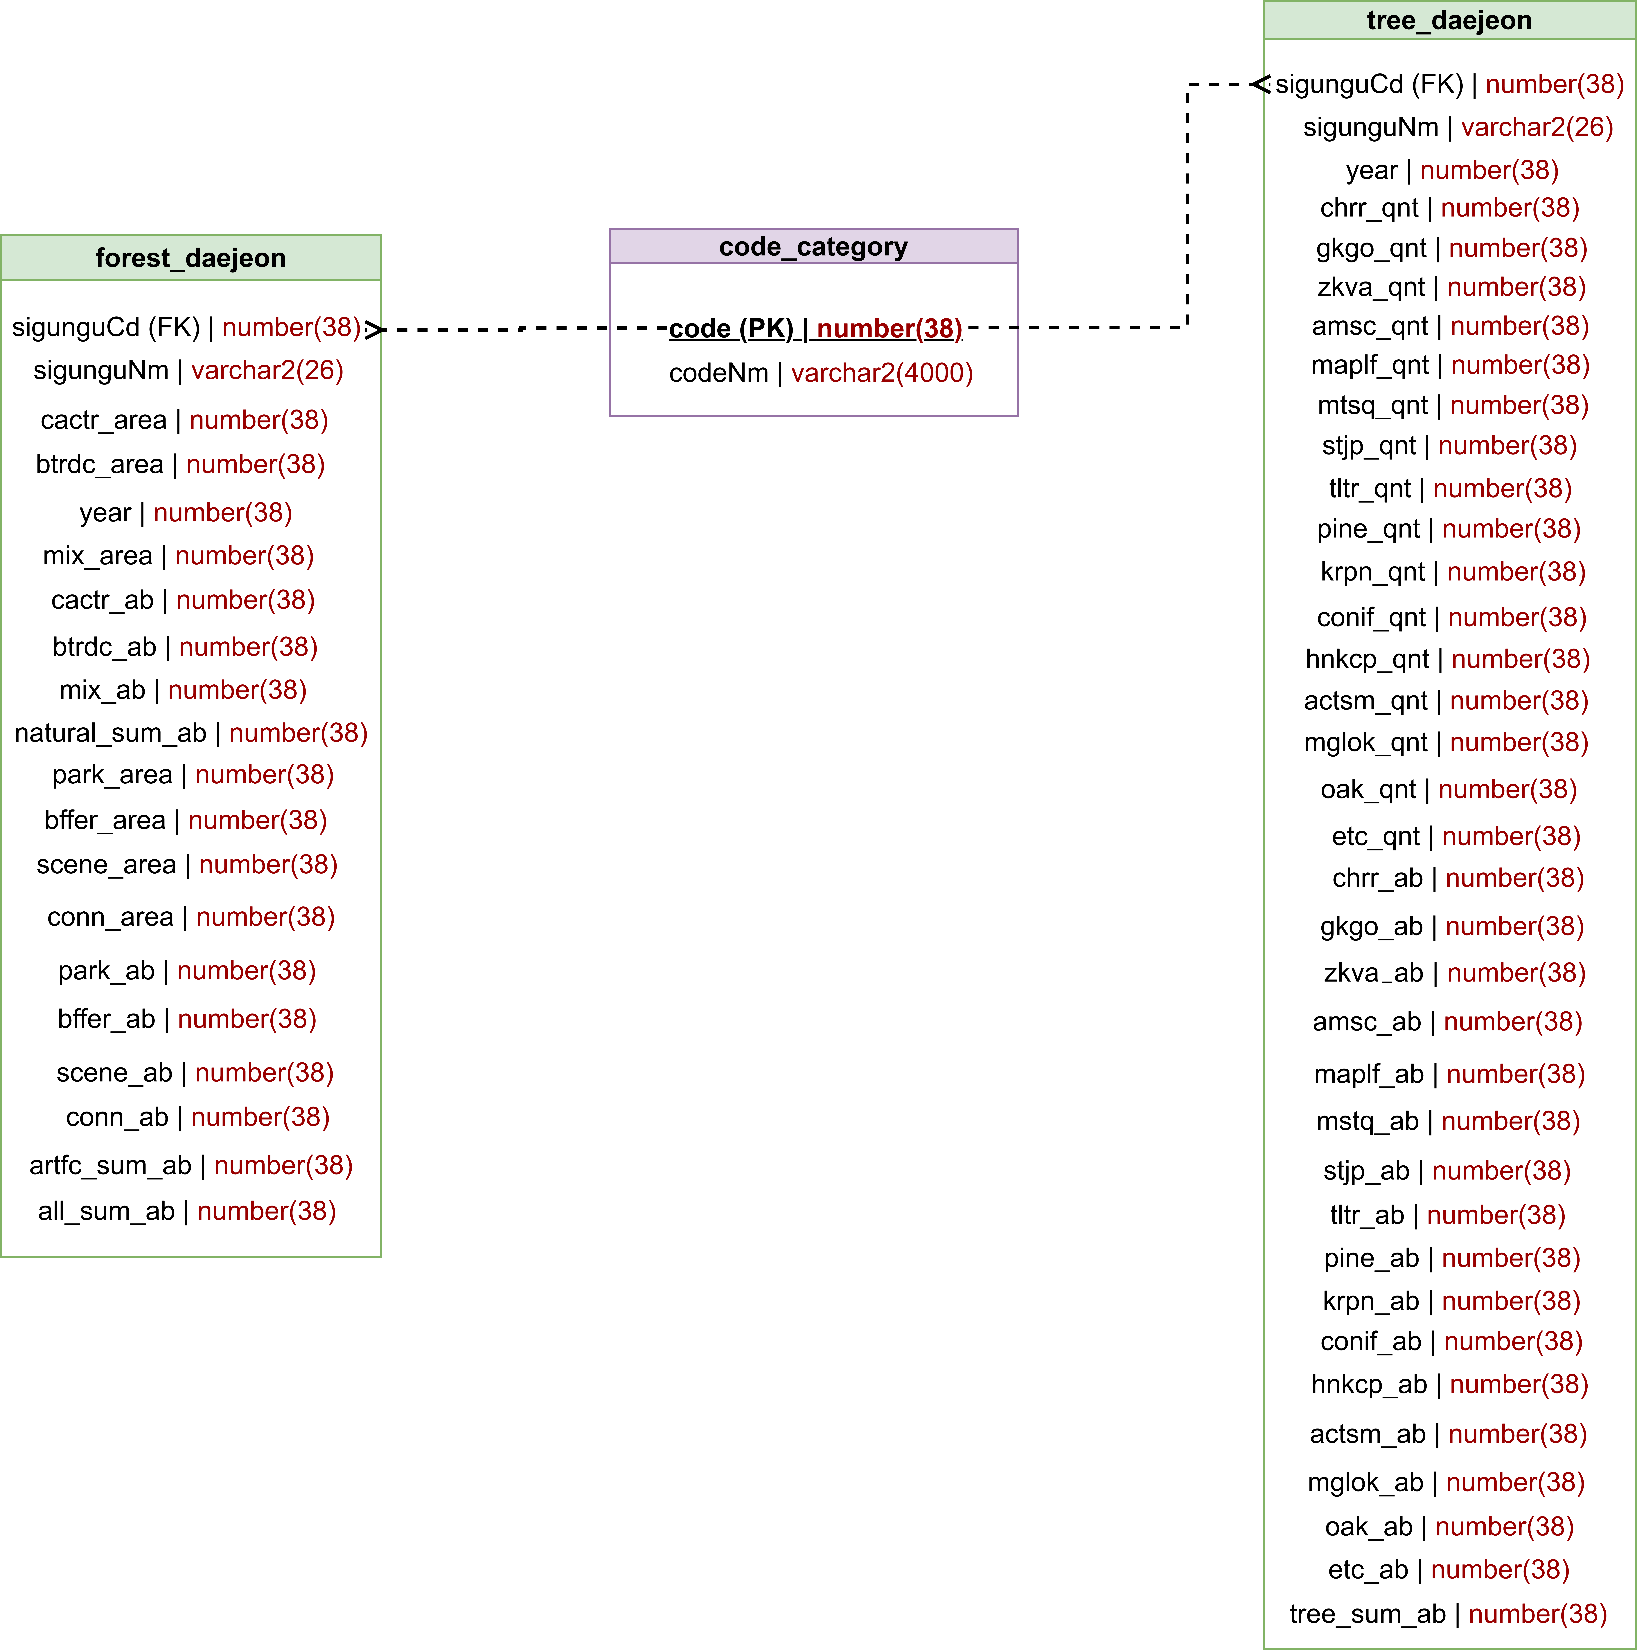 forest_daejeon
sigunguCd (FK) | number(38)
sigunguNm | varchar2(26)
cactr_area | number(38)
btrdc_area | number(38)
year | number(38)
mix_area | number(38)
cactr_ab | number(38)
btrdc_ab | number(38)
mix_ab | number(38)
natural_sum_ab | number(38)
park_area | number(38)
bffer_area | number(38)
scene_area | number(38)
conn_area | number(38)
park_ab | number(38)
bffer_ab | number(38)
scene_ab | number(38)
conn_ab | number(38)
artfc_sum_ab | number(38)
all_sum_ab | number(38)
code_category
code (PK) | number(38)
codeNm | varchar2(4000)
tree_daejeon
sigunguCd (FK) | number(38)
sigunguNm | varchar2(26)
year | number(38)
chrr_qnt | number(38)
gkgo_qnt | number(38)
zkva_qnt | number(38)
amsc_qnt | number(38)
maplf_qnt | number(38)
mtsq_qnt | number(38)
stjp_qnt | number(38)
tltr_qnt | number(38)
pine_qnt | number(38)
krpn_qnt | number(38)
conif_qnt | number(38)
hnkcp_qnt | number(38)
actsm_qnt | number(38)
mglok_qnt | number(38)
oak_qnt | number(38)
etc_qnt | number(38)
chrr_ab | number(38)
gkgo_ab | number(38)
zkva_ab | number(38)
amsc_ab | number(38)
maplf_ab | number(38)
mstq_ab | number(38)
stjp_ab | number(38)
tltr_ab | number(38)
pine_ab | number(38)
krpn_ab | number(38)
conif_ab | number(38)
hnkcp_ab | number(38)
actsm_ab | number(38)
mglok_ab | number(38)
oak_ab | number(38)
etc_ab | number(38)
tree_sum_ab | number(38)